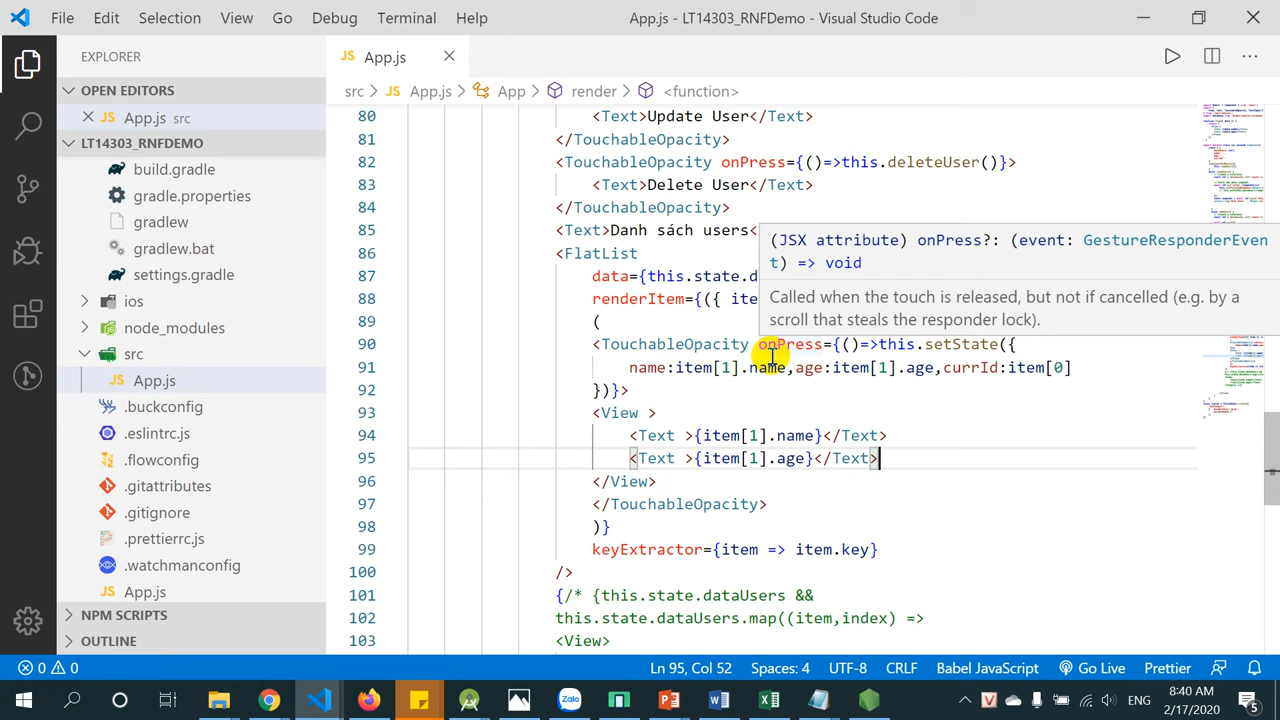 File Edit Selection View Go Debug Terminal Help
App.js - LT14303_RNFDemo - Visual Studio Code
EXPLORER
OPEN EDITORS
App.js src
LT14303_RNFDEMO
build.gradle
gradle.properties
gradlew
gradlew.bat
settings.gradle
ios
node_modules
src
JS App.js
.buckconfig
.eslintrc.js
.flowconfig
.gitattributes
.gitignore
.prettierrc.js
.watchmanconfig
JS App.js
NPM SCRIPTS
OUTLINE
JS App.js
src > JS App.js > App > render > <function>
80 <Text>Update User</Text>
81 </TouchableOpacity>
82 <TouchableOpacity onPress={()=>this.deleteUser()}>
83 <Text>Delete User</Text>
84 </TouchableOpacity>
85 <Text>Danh sách users<
86 <FlatList
87 data={this.state.d
88 renderItem={({ ite
89 (
90 <TouchableOpacity onPress={()=>this.setState({
91 name:item[1].name,age:item[1].age,currId:item[0]
92 })}>
93 <View >
94 <Text >{item[1].name}</Text>
95 <Text >{item[1].age}</Text>
96 </View>
97 </TouchableOpacity>
98 )}
99 keyExtractor={item => item.key}
100 />
101 {/* {this.state.dataUsers &&
102 this.state.dataUsers.map((item,index) =>
103 <View>
(JSX attribute) onPress?: (event: GestureResponderEven
t) => void
Called when the touch is released, but not if cancelled (e.g. by a
scroll that steals the responder lock).
0 0 Ln 95, Col 52 Spaces: 4 UTF-8 CRLF Babel JavaScript Go Live Prettier
ENG
8:40 AM
2/17/2020
5